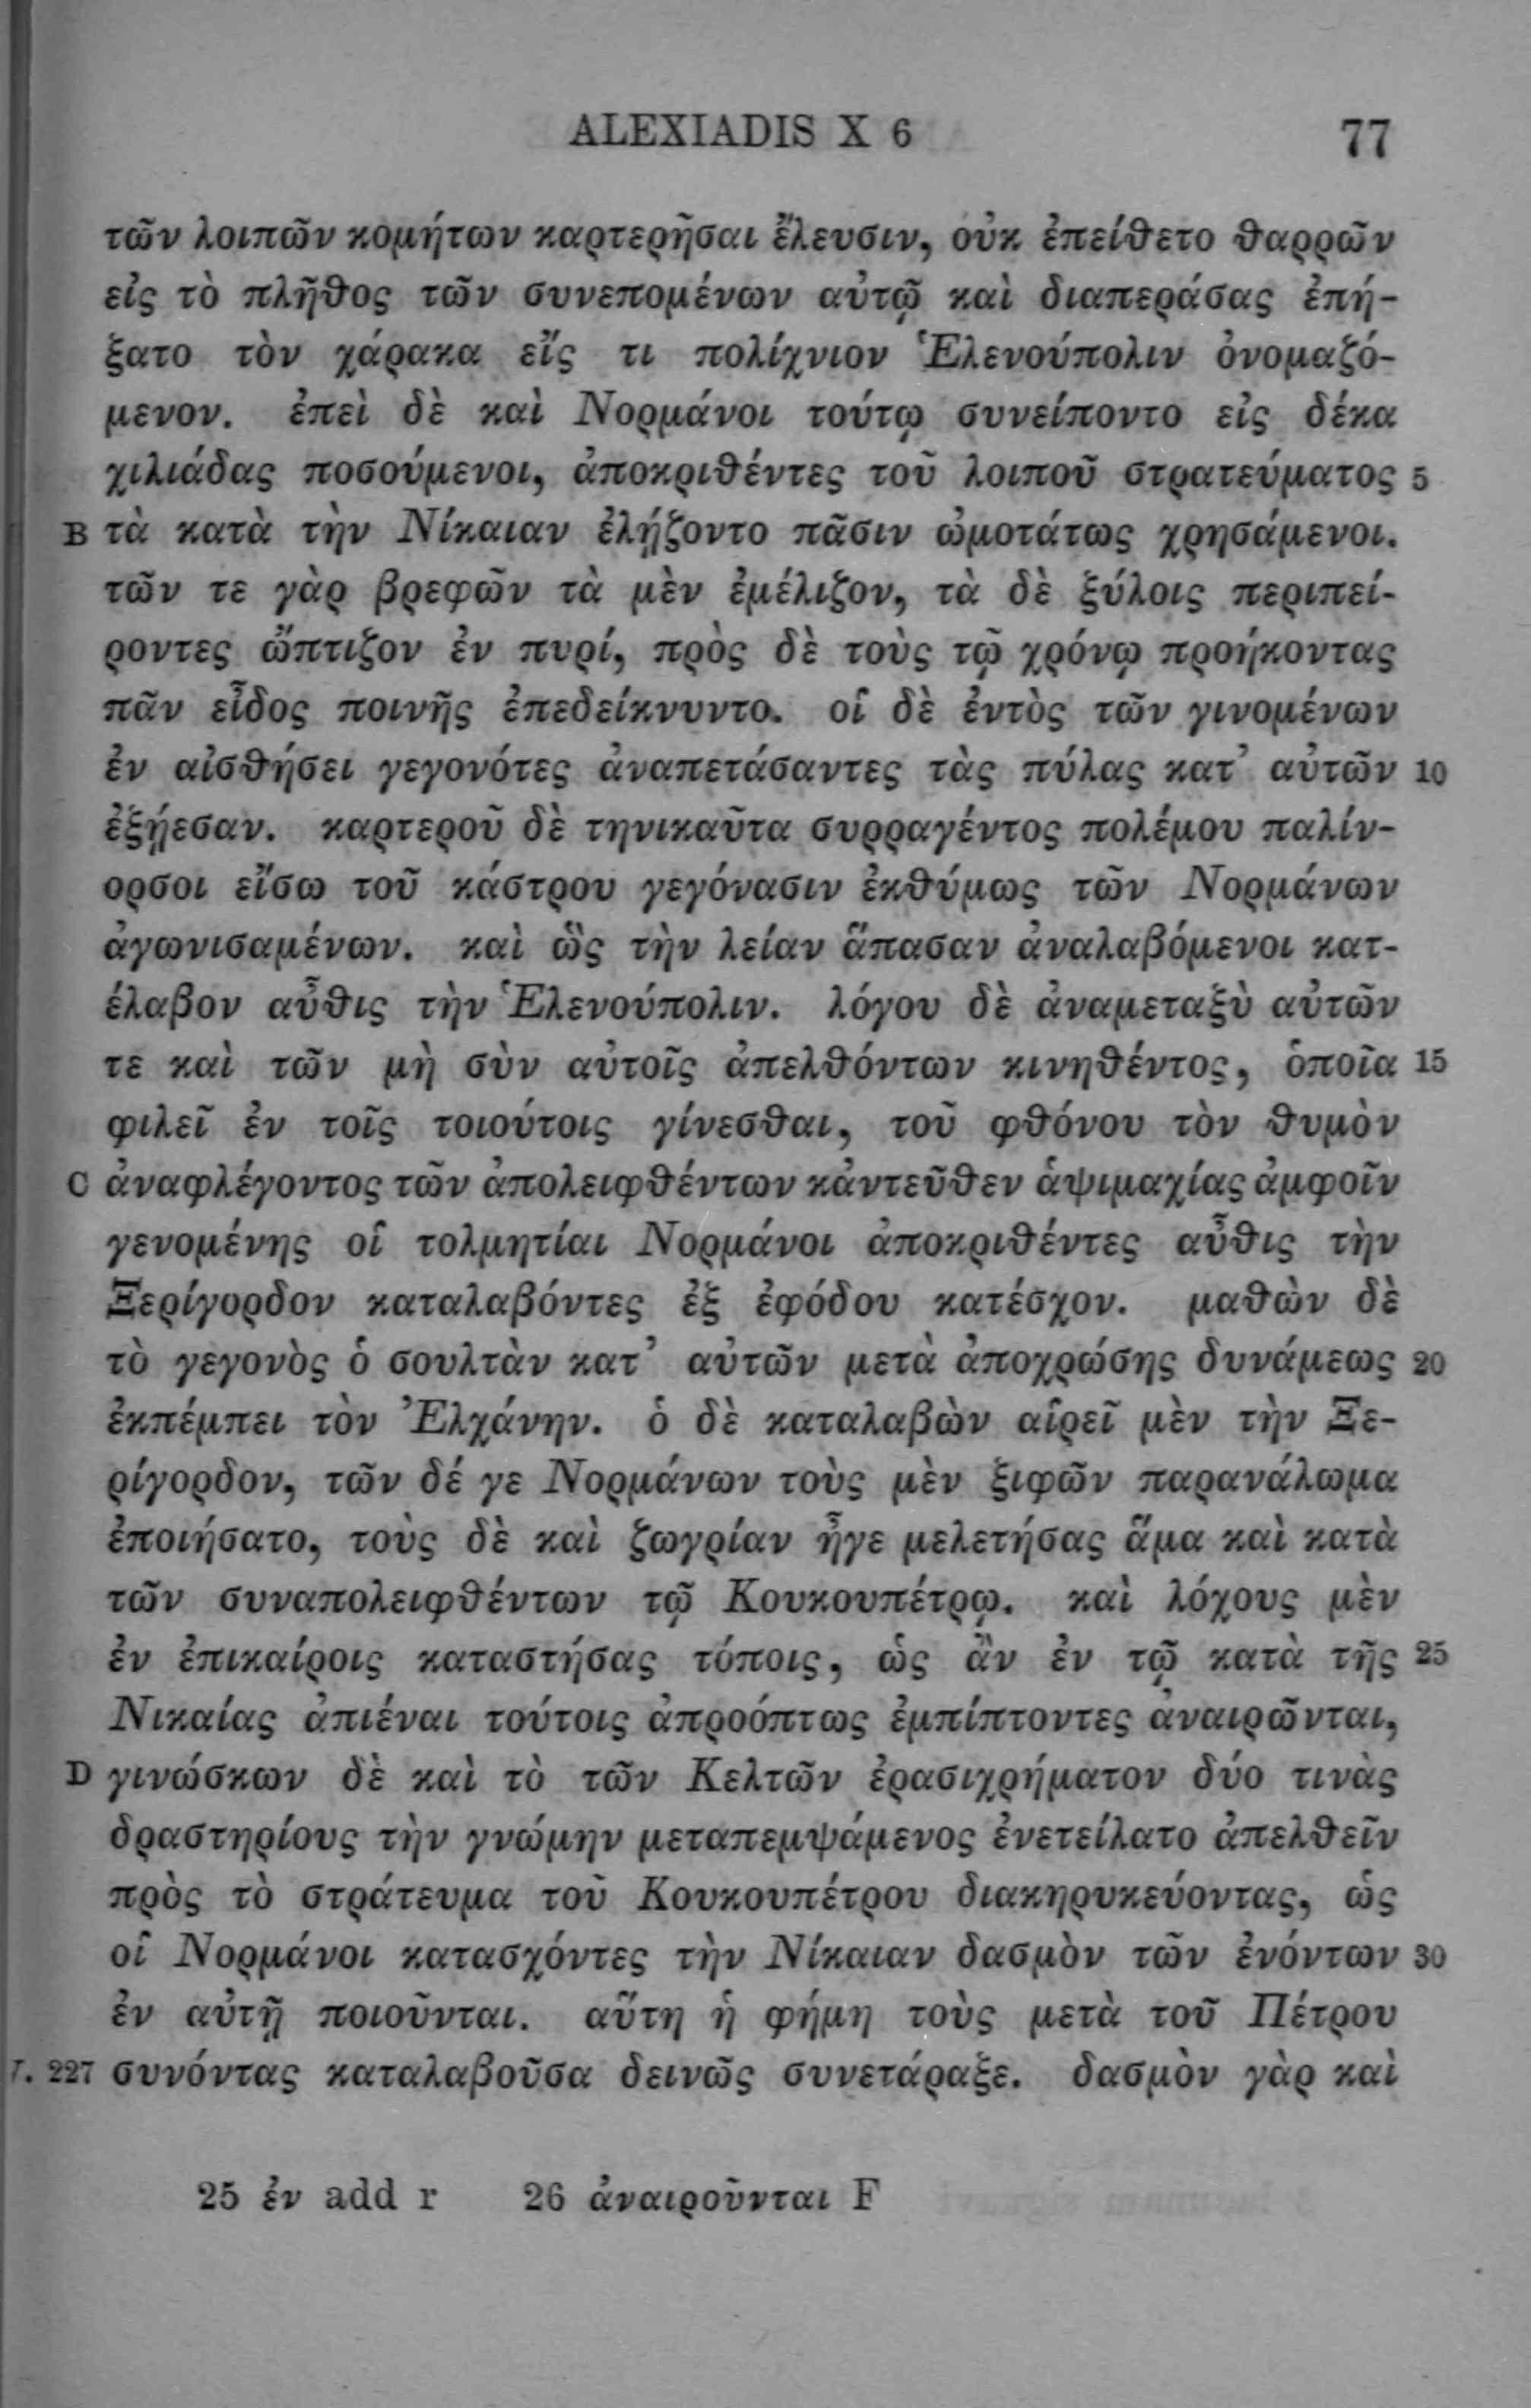 ALEXIADIS X 6 77
τῶν λοιπῶν κομήτων καρτερῆσαι ἔλευσιν, οὐκ ἐπείθετο θαρρῶν
εἰς τὸ πλῆθος τῶν συνεπομένων αὐτῷ καὶ διαπεράσας ἐπή-
ξατο τὸν χάρακα εἴς τι πολίχνιον Ἑλενούπολιν ὀνομαζό-
μενον. ἐπεὶ δὲ καὶ Νορμάνοι τούτῳ συνείποντο εἰς δέκα
χιλιάδας ποσούμενοι, ἀποκριθέντες τοῦ λοιποῦ στρατεύματος 5
B τὰ κατὰ τὴν Νίκαιαν ἐλῄζοντο πᾶσιν ὠμοτάτως χρησάμενοι.
τῶν τε γὰρ βρεφῶν τὰ μὲν ἐμέλιζον, τὰ δὲ ξύλοις περιπεί-
ροντες ὤπτιζον ἐν πυρί, πρὸς δὲ τοὺς τῷ χρόνῳ προήκοντας
πᾶν εἶδος ποινῆς ἐπεδείκνυντο. οἱ δὲ ἐντὸς τῶν γινομένων
ἐν αἰσθήσει γεγονότες ἀναπετάσαντες τὰς πύλας κατ’ αὐτῶν 10
ἐξῄεσαν. καρτεροῦ δὲ τηνικαῦτα συρραγέντος πολέμου παλίν-
ορσοι εἴσω τοῦ κάστρου γεγόνασιν ἐκθύμως τῶν Νορμάνων
ἀγωνισαμένων. καὶ ὣς τὴν λείαν ἅπασαν ἀναλαβόμενοι κατ-
έλαβον αὖθις τὴν Ἑλενούπολιν. λόγου δὲ ἀναμεταξὺ αὐτῶν
τε καὶ τῶν μὴ σὺν αὐτοῖς ἀπελθόντων κινηθέντος, ὁποῖα 15
φιλεῖ ἐν τοῖς τοιούτοις γίνεσθαι, τοῦ φθόνου τὸν θυμὸν
C ἀναφλέγοντος τῶν ἀπολειφθέντων κἀντεῦθεν ἁψιμαχίας ἀμφοῖν
γενομένης οἱ τολμητίαι Νορμάνοι ἀποκριθέντες αὖθις τὴν
Ξερίγορδον καταλαβόντες ἐξ ἐφόδου κατέσχον. μαθὼν δὲ
τὸ γεγονὸς ὁ σουλτὰν κατ’ αὐτῶν μετὰ ἀποχρώσης δυνάμεως 20
ἐκπέμπει τὸν Ἐλχάνην. ὁ δὲ καταλαβὼν αἱρεῖ μὲν τὴν Ξε-
ρίγορδον, τῶν δέ γε Νορμάνων τοὺς μὲν ξιφῶν παρανάλωμα
ἐποιήσατο, τοὺς δὲ καὶ ζωγρίαν ἦγε μελετήσας ἅμα καὶ κατὰ
τῶν συναπολειφθέντων τῷ Κουκουπέτρῳ. καὶ λόχους μὲν
ἐν ἐπικαίροις καταστήσας τόποις, ὡς ἂν ἐν τῷ κατὰ τῆς 25
Νικαίας ἀπιέναι τούτοις ἀπροόπτως ἐμπίπτοντες ἀναιρῶνται,
D γινώσκων δὲ καὶ τὸ τῶν Κελτῶν ἐρασιχρήματον δύο τινὰς
δραστηρίους τὴν γνώμην μεταπεμψάμενος ἐνετείλατο ἀπελθεῖν
πρὸς τὸ στράτευμα τοῦ Κουκουπέτρου διακηρυκεύοντας, ὡς
οἱ Νορμάνοι κατασχόντες τὴν Νίκαιαν δασμὸν τῶν ἐνόντων 30
ἐν αὐτῇ ποιοῦνται. αὕτη ἡ φήμη τοὺς μετὰ τοῦ Πέτρου
227 συνόντας καταλαβοῦσα δεινῶς συνετάραξε. δασμὸν γὰρ καὶ
25 ἐν add r 26 ἀναιροῦνται F